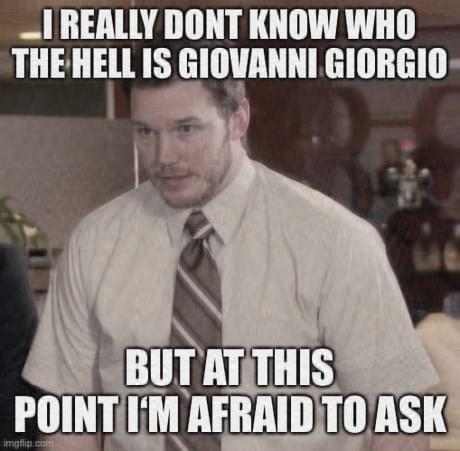 I REALLY DONT KNOW WHO
THE HELL IS GIOVANNI GIORGIO
BUT AT THIS
POINT I'M AFRAID TO ASK
imgflip.com